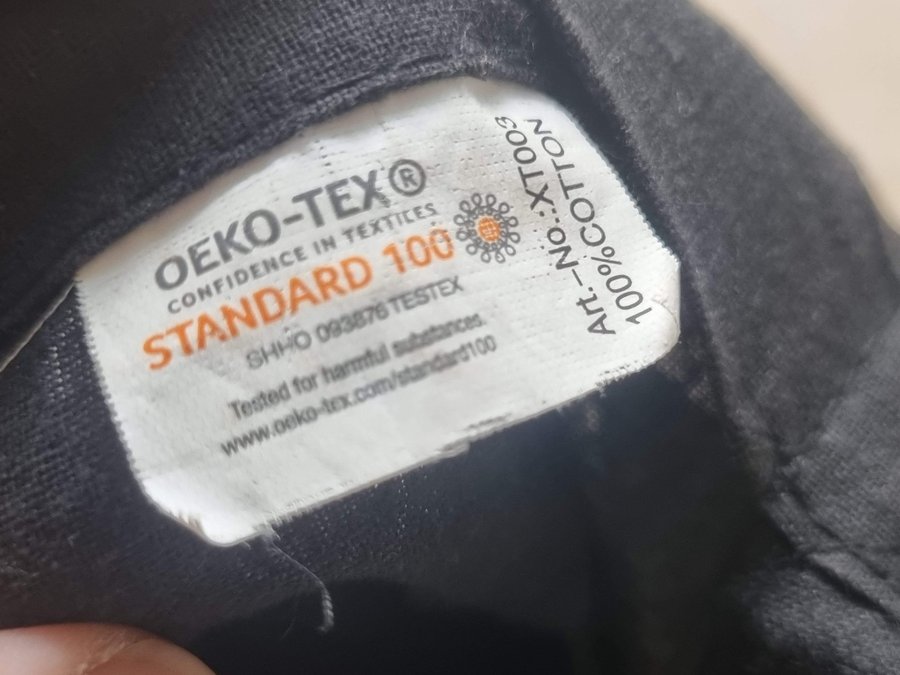 OEKO-TEX®
CONFIDENCE IN TEXTILES
STANDARD 100
SHHO 093876 TESTEX
Tested for harmful substances.
www.oeko-tex.com/standard100
Art.-No.:XT003
100%COTTON